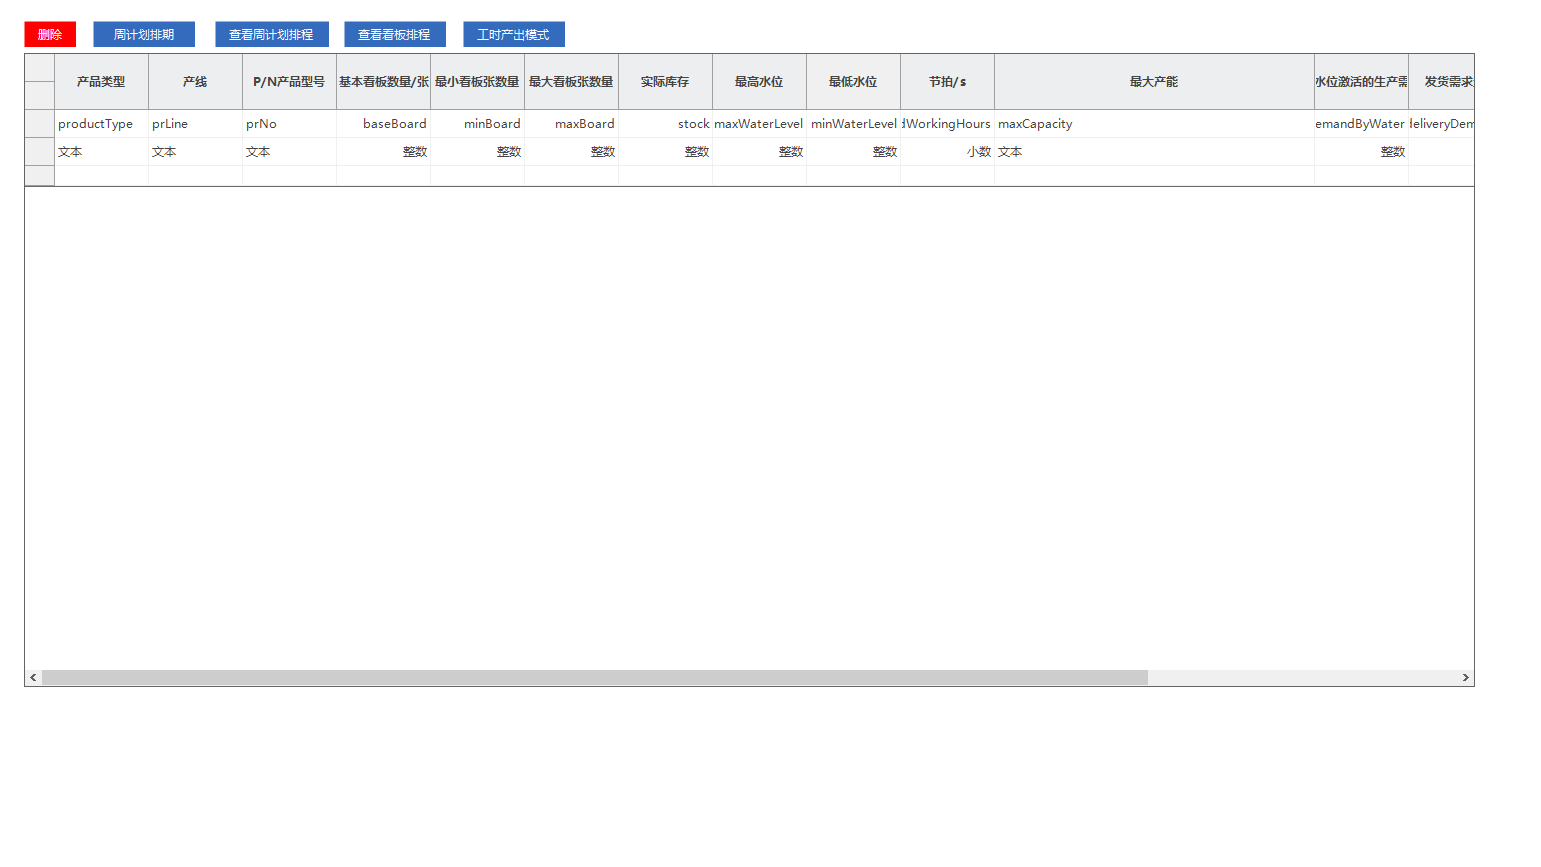 删除 周计划排期 查看周计划排程 查看看板排程 工时产出模式
产品类型 产线 P/N产品型号 基本看板数量/张 最小看板张数量 最大看板张数量 实际库存 最高水位 最低水位 节拍/s 最大产能 水位激活的生产需 发货需求
productType prLine prNo baseBoard minBoard maxBoard stock maxWaterLevel minWaterLevel dWorkingHours maxCapacity emandByWater deliveryDem
文本 文本 文本 整数 整数 整数 整数 整数 整数 小数 文本 整数